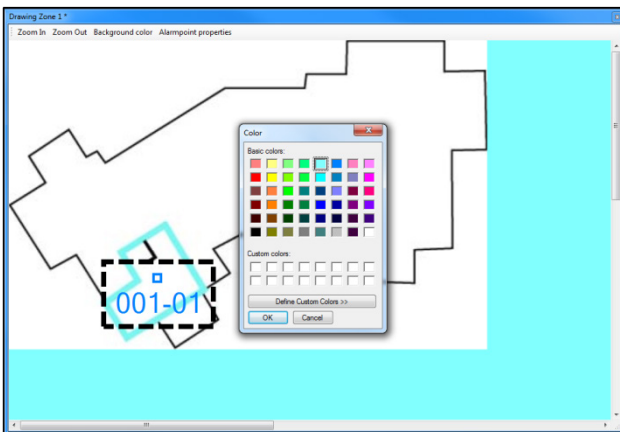 Drawing Zone 1 *
Zoom In Zoom Out Background color Alarmpoint properties
Color
Basic colors:
Custom colors:
Define Custom Colors >>
OK Cancel
001-01